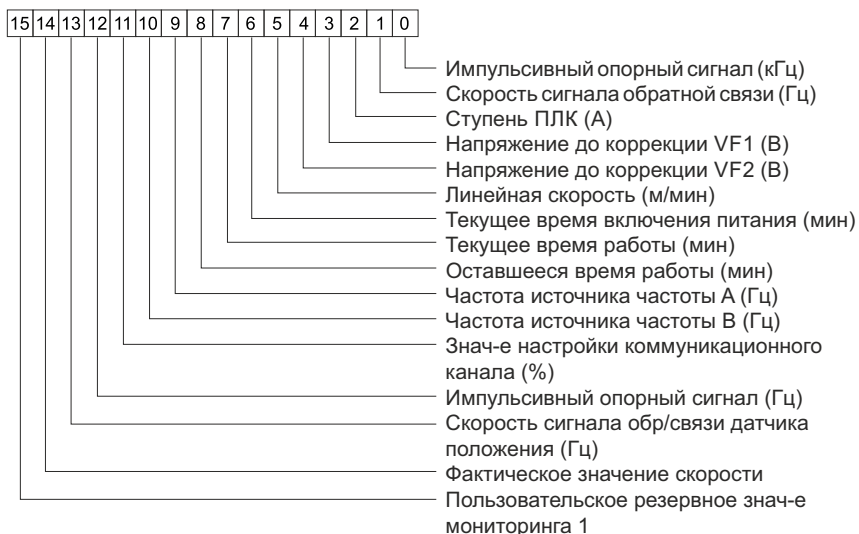 15 14 13 12 11 10 9 8 7 6 5 4 3 2 1 0
Импульсивный опорный сигнал (кГц)
Скорость сигнала обратной связи (Гц)
Ступень ПЛК (А)
Напряжение до коррекции VF1 (В)
Напряжение до коррекции VF2 (В)
Линейная скорость (м/мин)
Текущее время включения питания (мин)
Текущее время работы (мин)
Оставшееся время работы (мин)
Частота источника частоты А (Гц)
Частота источника частоты В (Гц)
Знач-е настройки коммуникационного
канала (%)
Импульсивный опорный сигнал (Гц)
Скорость сигнала обр/связи датчика
положения (Гц)
Фактическое значение скорости
Пользовательское резервное знач-е
мониторинга 1